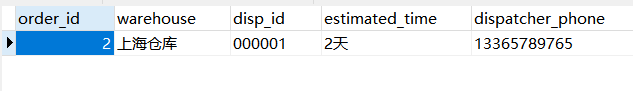 order_id warehouse disp_id estimated_time dispatcher_phone
2 上海仓库 000001 2天 13365789765